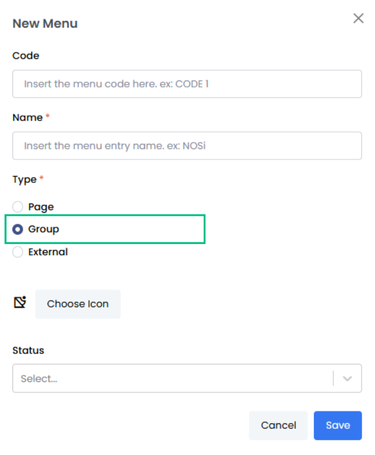 New Menu
Code
Insert the menu code here. ex: CODE 1
Name *
Insert the menu entry name. ex: NOSi
Type *
Page
Group
External
Choose Icon
Status
Select...
Cancel
Save